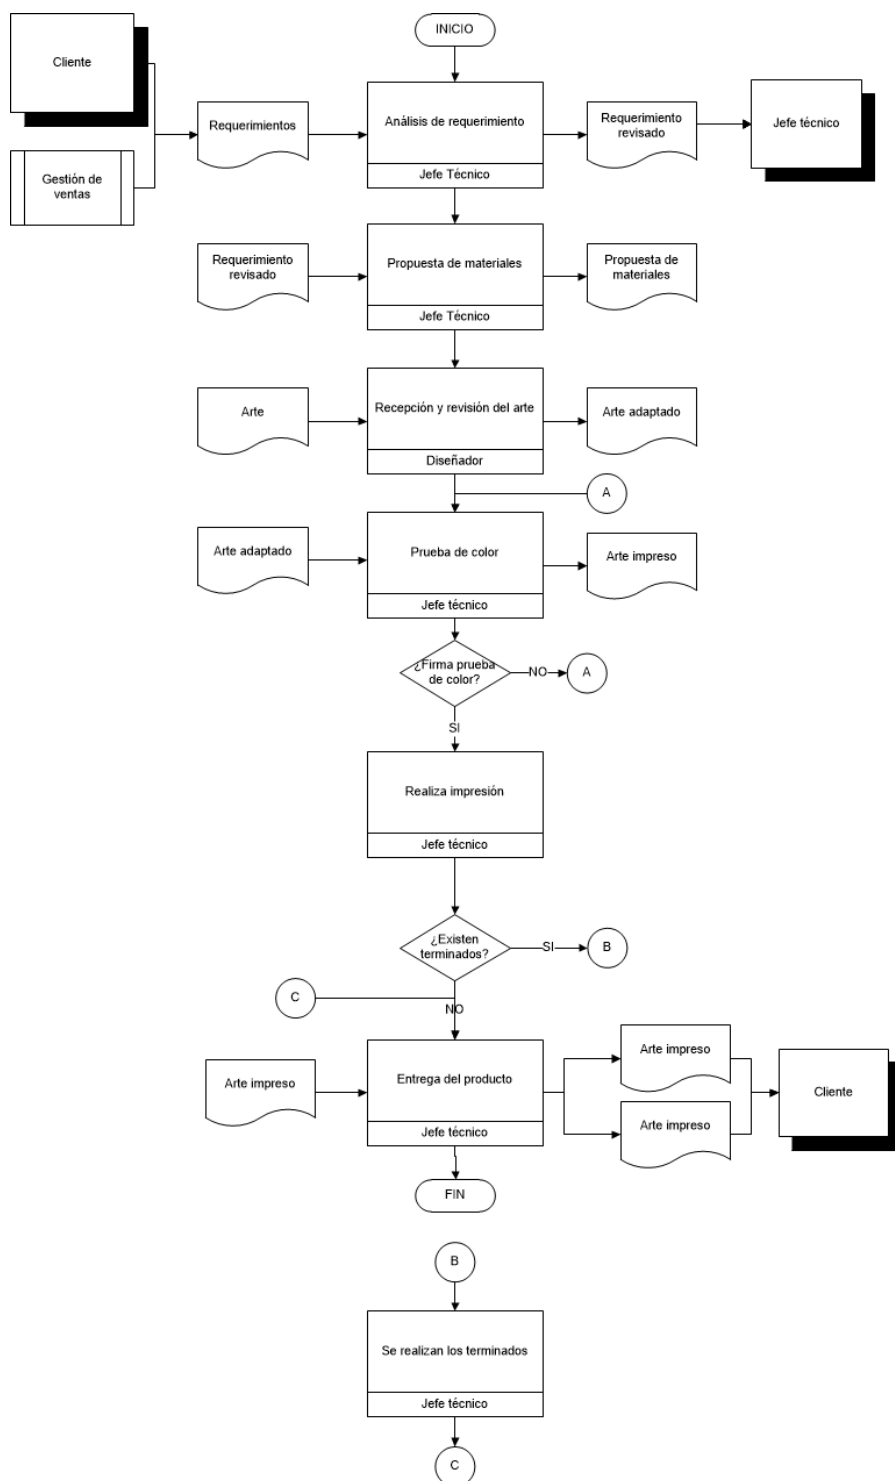 INICIO
Cliente
Requerimientos
Análisis de requerimiento
Jefe Técnico
Requerimiento
revisado
Jefe técnico
Gestión de
ventas
Requerimiento
revisado
Propuesta de materiales
Jefe Técnico
Propuesta de
materiales
Arte
Recepción y revisión del arte
Diseñador
Arte adaptado
A
Arte adaptado
Prueba de color
Jefe técnico
Arte impreso
¿Firma prueba
de color?
NO
A
SI
Realiza impresión
Jefe técnico
¿Existen
terminados?
SI
B
C
NO
Arte impreso
Entrega del producto
Jefe técnico
Arte impreso
Arte impreso
Cliente
FIN
B
Se realizan los terminados
Jefe técnico
C